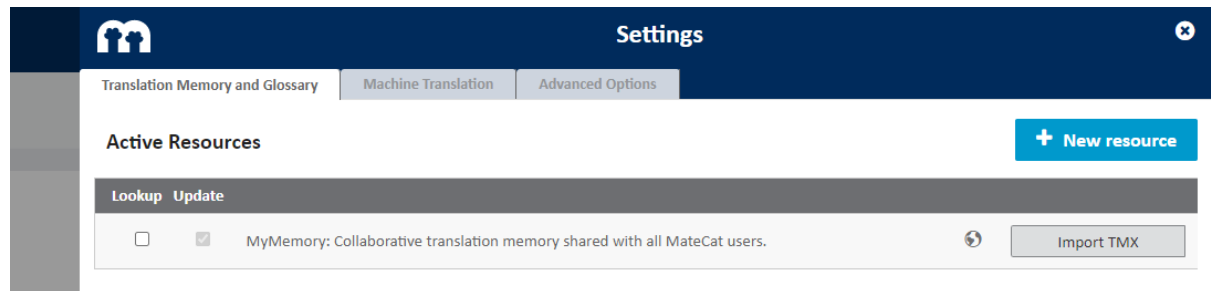 Settings
Translation Memory and Glossary Machine Translation Advanced Options
Active Resources + New resource
Lookup Update
MyMemory: Collaborative translation memory shared with all MateCat users. Import TMX